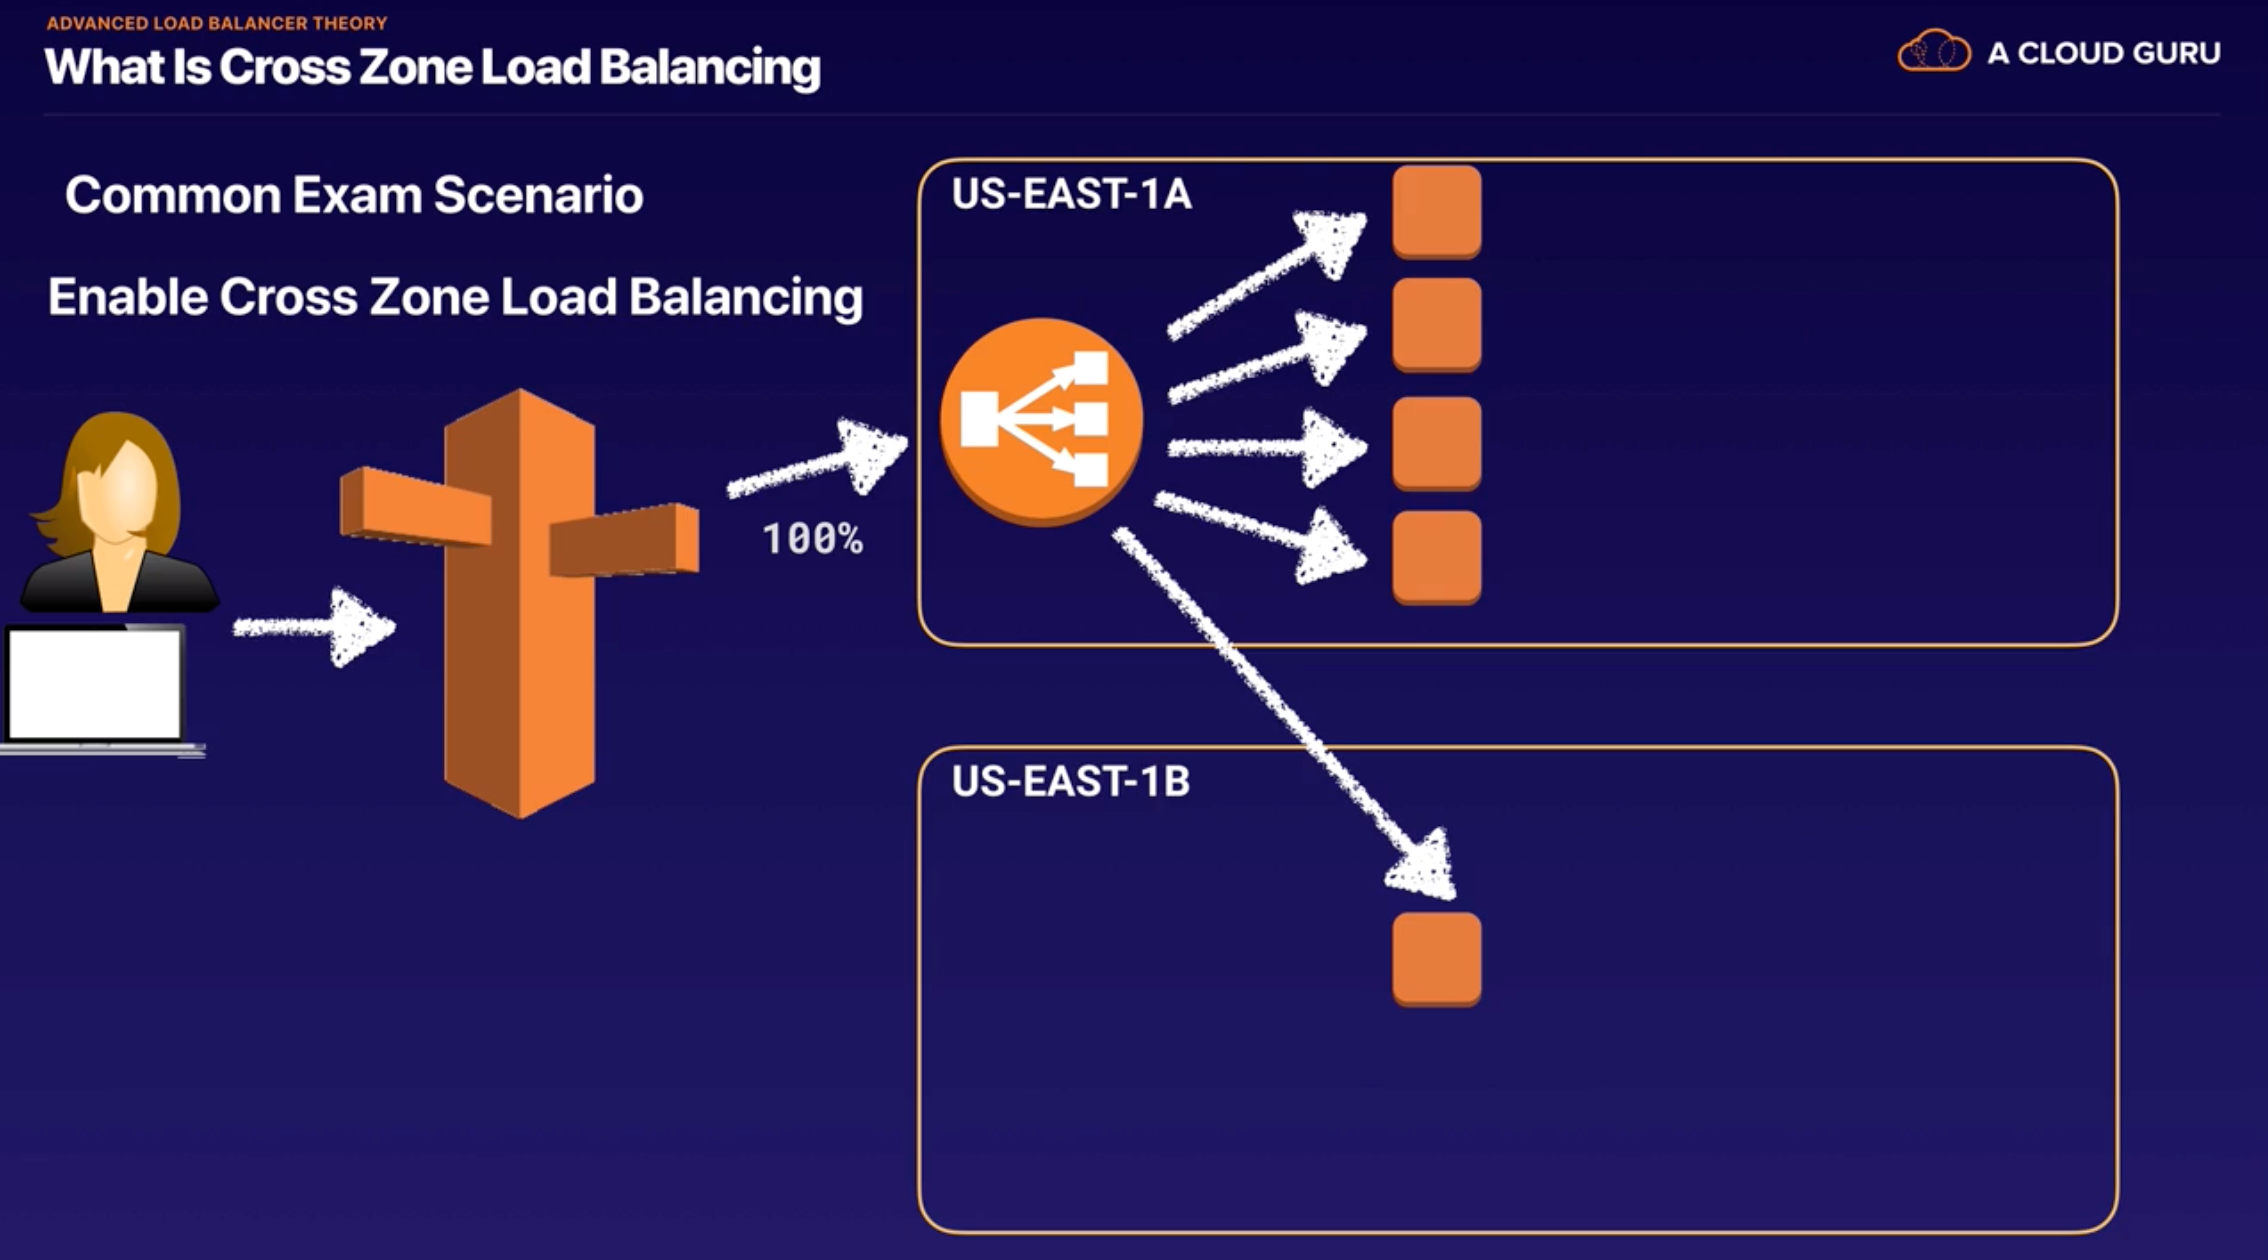 ADVANCED LOAD BALANCER THEORY
What Is Cross Zone Load Balancing
A CLOUD GURU
Common Exam Scenario
Enable Cross Zone Load Balancing
US-EAST-1A
100%
US-EAST-1B